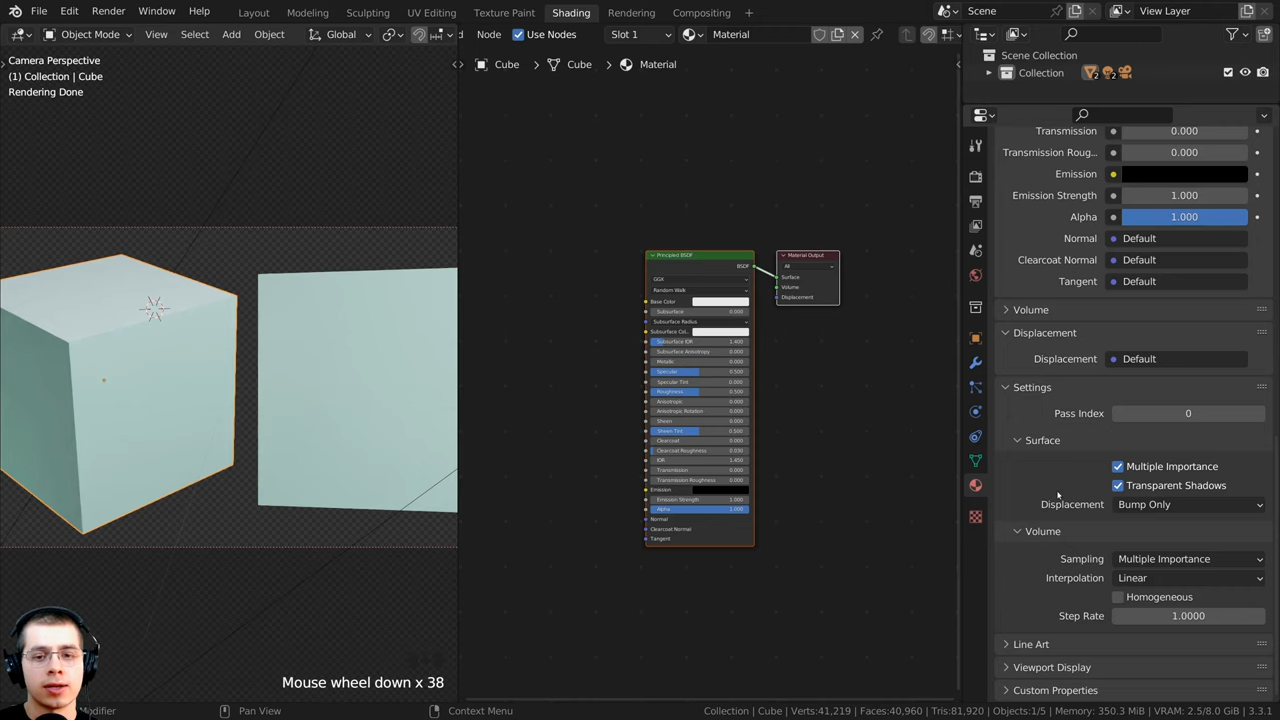 File Edit Render Window Help Layout Modeling Sculpting UV Editing Texture Paint Shading Rendering Compositing Scene View Layer
Object Mode View Select Add Object Global Node Use Nodes Slot 1 Material
Camera Perspective
(1) Collection | Cube
Rendering Done
Cube > Cube > Material
Scene Collection
Collection 2 2
Transmission 0.000
Transmission Roug... 0.000
Emission
Emission Strength 1.000
Alpha 1.000
Normal Default
Clearcoat Normal Default
Tangent Default
Volume
Displacement
Displacement Default
Settings
Pass Index 0
Surface
Multiple Importance
Transparent Shadows
Displacement Bump Only
Volume
Sampling Multiple Importance
Interpolation Linear
Homogeneous
Step Rate 1.0000
Line Art
Viewport Display
Custom Properties
Principled BSDF
BSDF
GGX
Random Walk
Base Color
Subsurface 0.000
Subsurface Radius
Subsurface Col..
Subsurface IOR 1.400
Subsurface Anisotropy 0.000
Metallic 0.000
Specular 0.500
Specular Tint 0.000
Roughness 0.500
Anisotropic 0.000
Anisotropic Rotation 0.000
Sheen 0.000
Sheen Tint 0.500
Clearcoat 0.000
Clearcoat Roughness 0.030
IOR 1.450
Transmission 0.000
Transmission Roughness 0.000
Emission
Emission Strength 1.000
Alpha 1.000
Normal
Clearcoat Normal
Tangent
Material Output
All
Surface
Volume
Displacement
Mouse wheel down x 38
Modifier Pan View Context Menu Collection | Cube | Verts:41,219 | Faces:40,960 | Tris:81,920 | Objects:1/5 | Memory: 350.3 MiB | VRAM: 2.5/8.0 GiB | 3.3.1